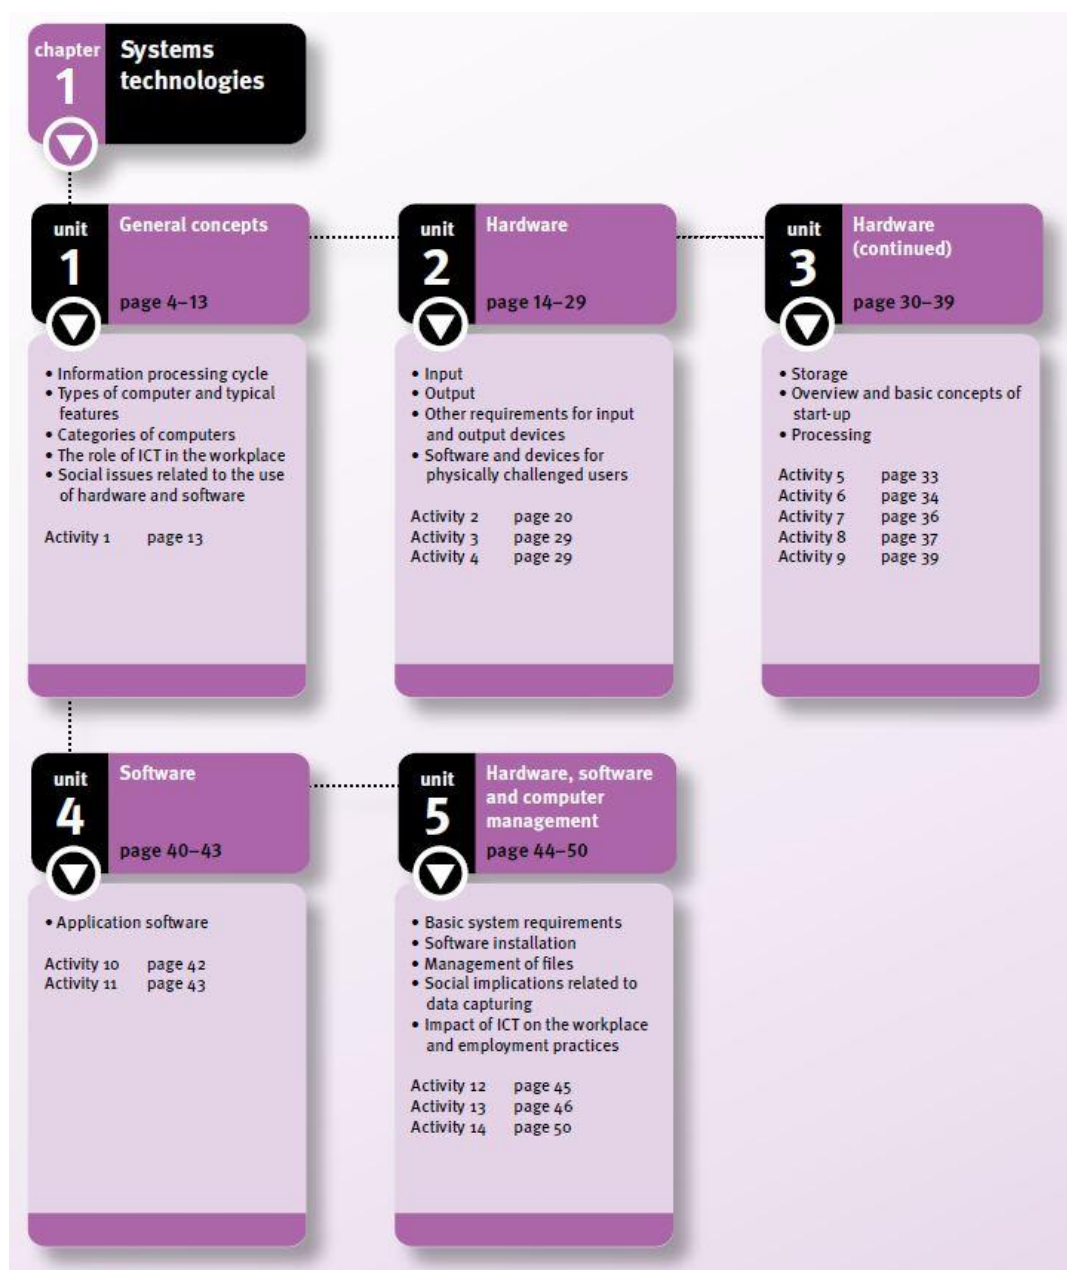 chapter
1
Systems
technologies
unit
1
General concepts
page 4–13
• Information processing cycle
• Types of computer and typical
features
• Categories of computers
• The role of ICT in the workplace
• Social issues related to the use
of hardware and software
Activity 1 page 13
unit
2
Hardware
page 14–29
• Input
• Output
• Other requirements for input
and output devices
• Software and devices for
physically challenged users
Activity 2 page 20
Activity 3 page 29
Activity 4 page 29
unit
3
Hardware
(continued)
page 30–39
• Storage
• Overview and basic concepts of
start-up
• Processing
Activity 5 page 33
Activity 6 page 34
Activity 7 page 36
Activity 8 page 37
Activity 9 page 39
unit
4
Software
page 40–43
• Application software
Activity 10 page 42
Activity 11 page 43
unit
5
Hardware, software
and computer
management
page 44–50
• Basic system requirements
• Software installation
• Management of files
• Social implications related to
data capturing
• Impact of ICT on the workplace
and employment practices
Activity 12 page 45
Activity 13 page 46
Activity 14 page 50